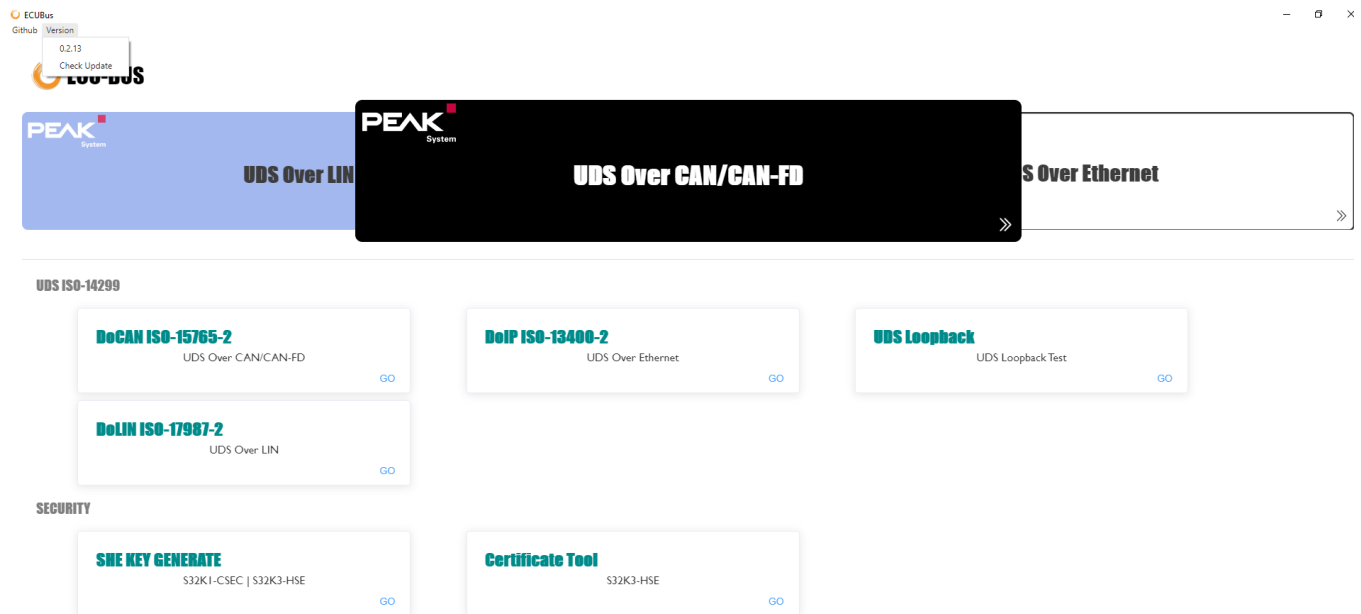 ECUBus
Github Version
0.2.13
Check Update
ECU-BUS
PEAK
System
UDS Over LIN
PEAK
System
UDS Over CAN/CAN-FD
S Over Ethernet
UDS ISO-14299
DoCAN ISO-15765-2
UDS Over CAN/CAN-FD
GO
DoIP ISO-13400-2
UDS Over Ethernet
GO
UDS Loopback
UDS Loopback Test
GO
DoLIN ISO-17987-2
UDS Over LIN
GO
SECURITY
SHE KEY GENERATE
S32K1-CSEC | S32K3-HSE
GO
Certificate Tool
S32K3-HSE
GO